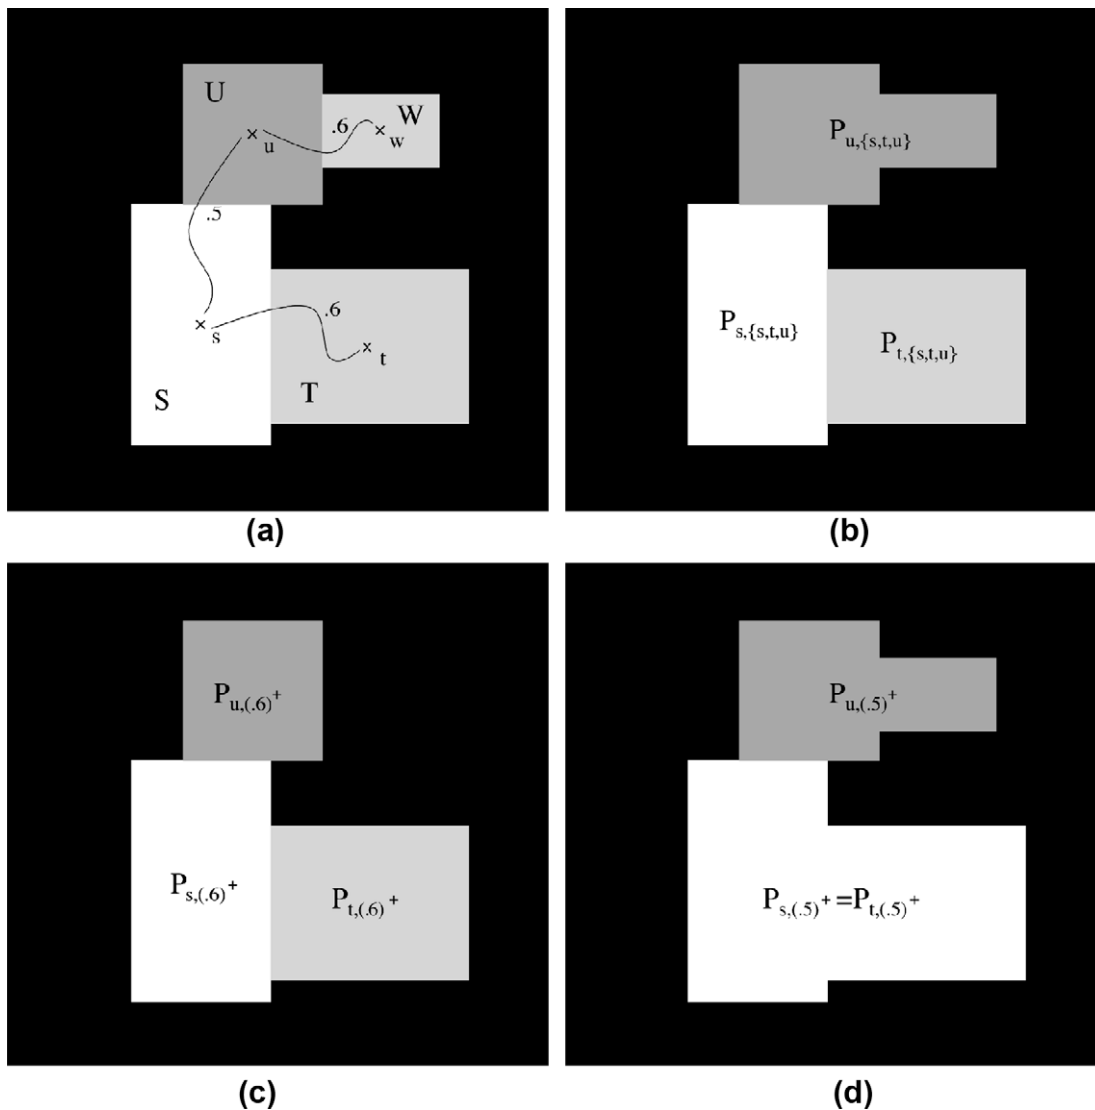 U
W
.6
w
u
.5
.6
s
t
S
T
(a)
P_{u,{s,t,u}}
P_{s,{s,t,u}}
P_{t,{s,t,u}}
(b)
P_{u,(.6)^+}
P_{s,(.6)^+}
P_{t,(.6)^+}
(c)
P_{u,(.5)^+}
P_{s,(.5)^+}=P_{t,(.5)^+}
(d)